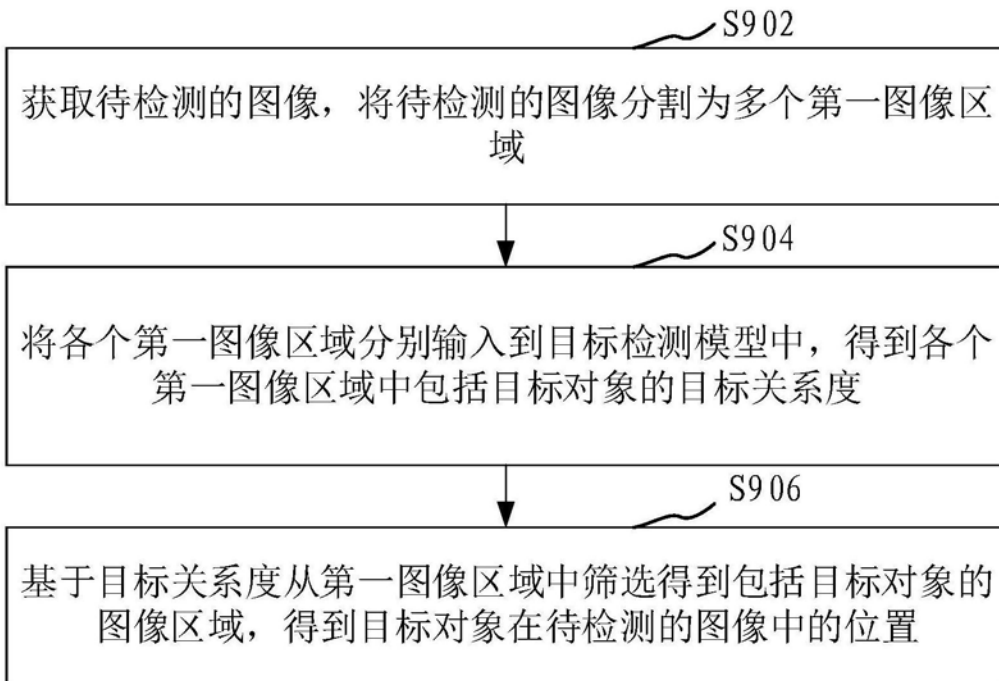 S902
获取待检测的图像，将待检测的图像分割为多个第一图像区
域
S904
将各个第一图像区域分别输入到目标检测模型中，得到各个
第一图像区域中包括目标对象的目标关系度
S906
基于目标关系度从第一图像区域中筛选得到包括目标对象的
图像区域，得到目标对象在待检测的图像中的位置